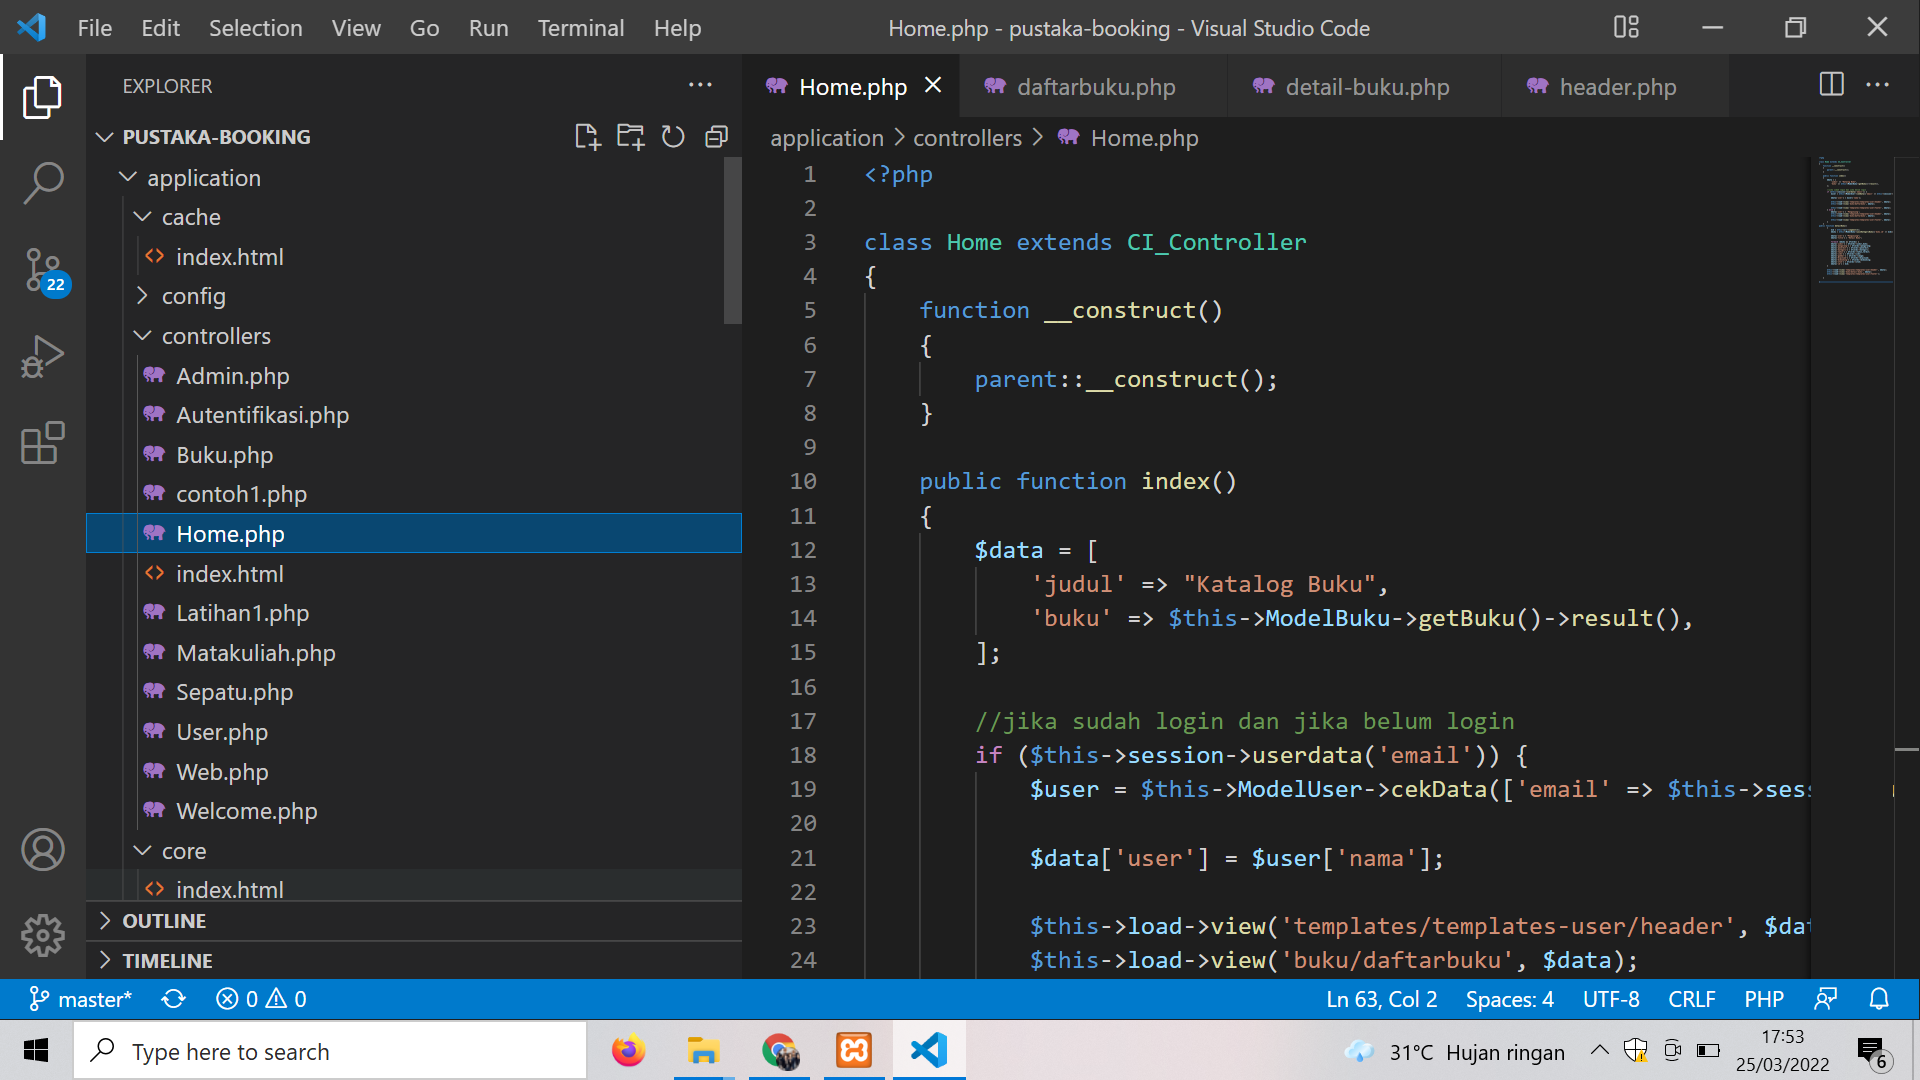 File Edit Selection View Go Run Terminal Help
Home.php - pustaka-booking - Visual Studio Code
EXPLORER
PUSTAKA-BOOKING
application
cache
index.html
config
controllers
Admin.php
Autentifikasi.php
Buku.php
contoh1.php
Home.php
index.html
Latihan1.php
Matakuliah.php
Sepatu.php
User.php
Web.php
Welcome.php
core
index.html
OUTLINE
TIMELINE
22
Home.php daftarbuku.php detail-buku.php header.php
application > controllers > Home.php
1 <?php
2
3 class Home extends CI_Controller
4 {
5 function __construct()
6 {
7 parent::__construct();
8 }
9
10 public function index()
11 {
12 $data = [
13 'judul' => "Katalog Buku",
14 'buku' => $this->ModelBuku->getBuku()->result(),
15 ];
16
17 //jika sudah login dan jika belum login
18 if ($this->session->userdata('email')) {
19 $user = $this->ModelUser->cekData(['email' => $this->sess
20
21 $data['user'] = $user['nama'];
22
23 $this->load->view('templates/templates-user/header', $dat
24 $this->load->view('buku/daftarbuku', $data);
master* 0 0 Ln 63, Col 2 Spaces: 4 UTF-8 CRLF PHP
Type here to search
31°C Hujan ringan
17:53
25/03/2022
6